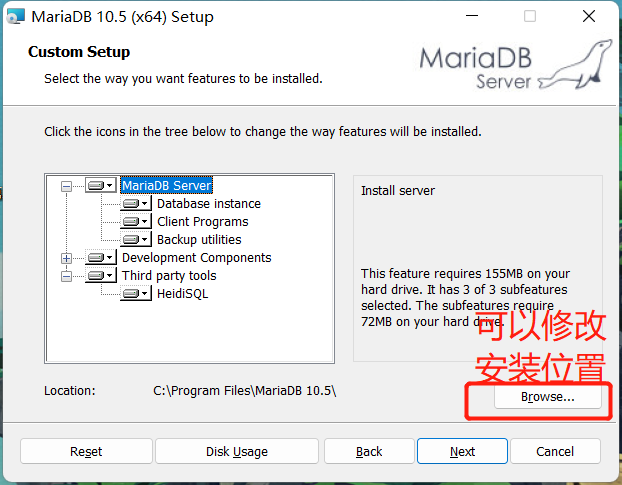 MariaDB 10.5 (x64) Setup
Custom Setup
Select the way you want features to be installed.
MariaDB
Server
Click the icons in the tree below to change the way features will be installed.
MariaDB Server
Database instance
Client Programs
Backup utilities
Development Components
Third party tools
HeidiSQL
Install server
This feature requires 155MB on your
hard drive. It has 3 of 3 subfeatures
selected. The subfeatures require
72MB on your hard drive.
可以修改
安装位置
Location:
C:\Program Files\MariaDB 10.5\
Browse...
Reset
Disk Usage
Back
Next
Cancel